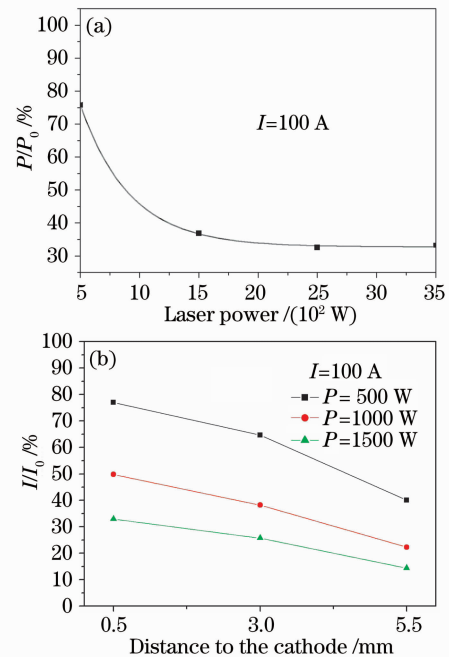 (a)
100
90
80
70
60
50
40
30
P/P0 /%
I=100 A
5 10 15 20 25 30 35
Laser power /(10² W)
(b)
100
90
80
70
60
50
40
30
20
10
0
I/I0 /%
I=100 A
P= 500 W
P= 1000 W
P= 1500 W
0.5 3.0 5.5
Distance to the cathode /mm